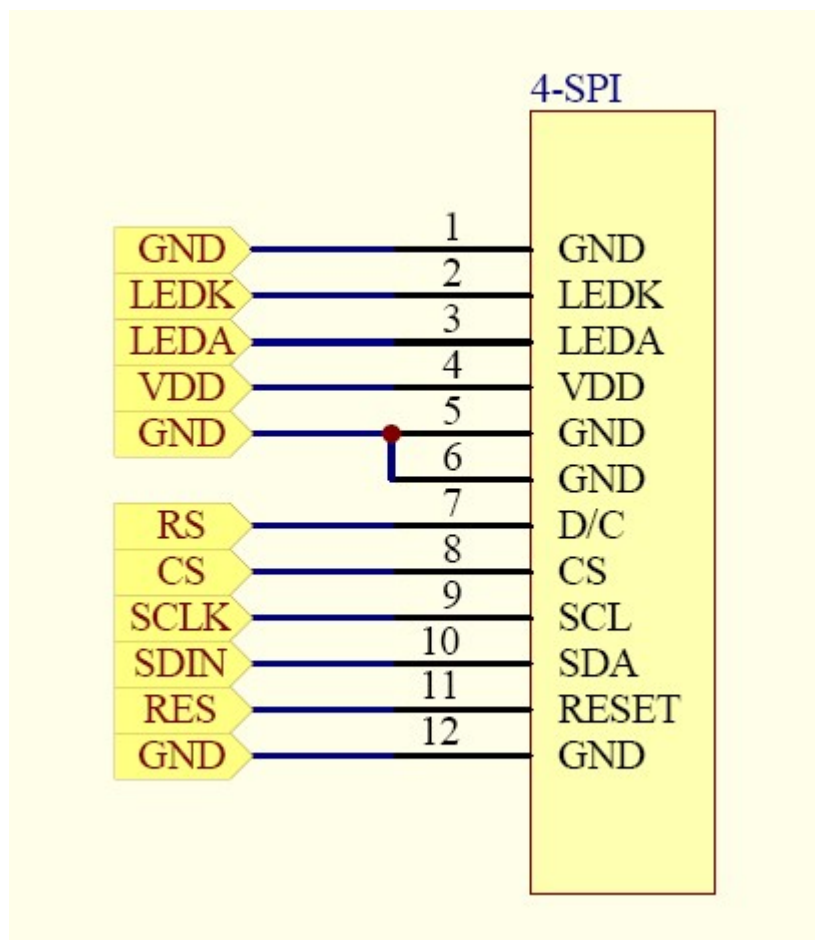 4-SPI
GND 1 GND
LEDK 2 LEDK
LEDA 3 LEDA
VDD 4 VDD
GND 5 GND
6 GND
RS 7 D/C
CS 8 CS
SCLK 9 SCL
SDIN 10 SDA
RES 11 RESET
GND 12 GND